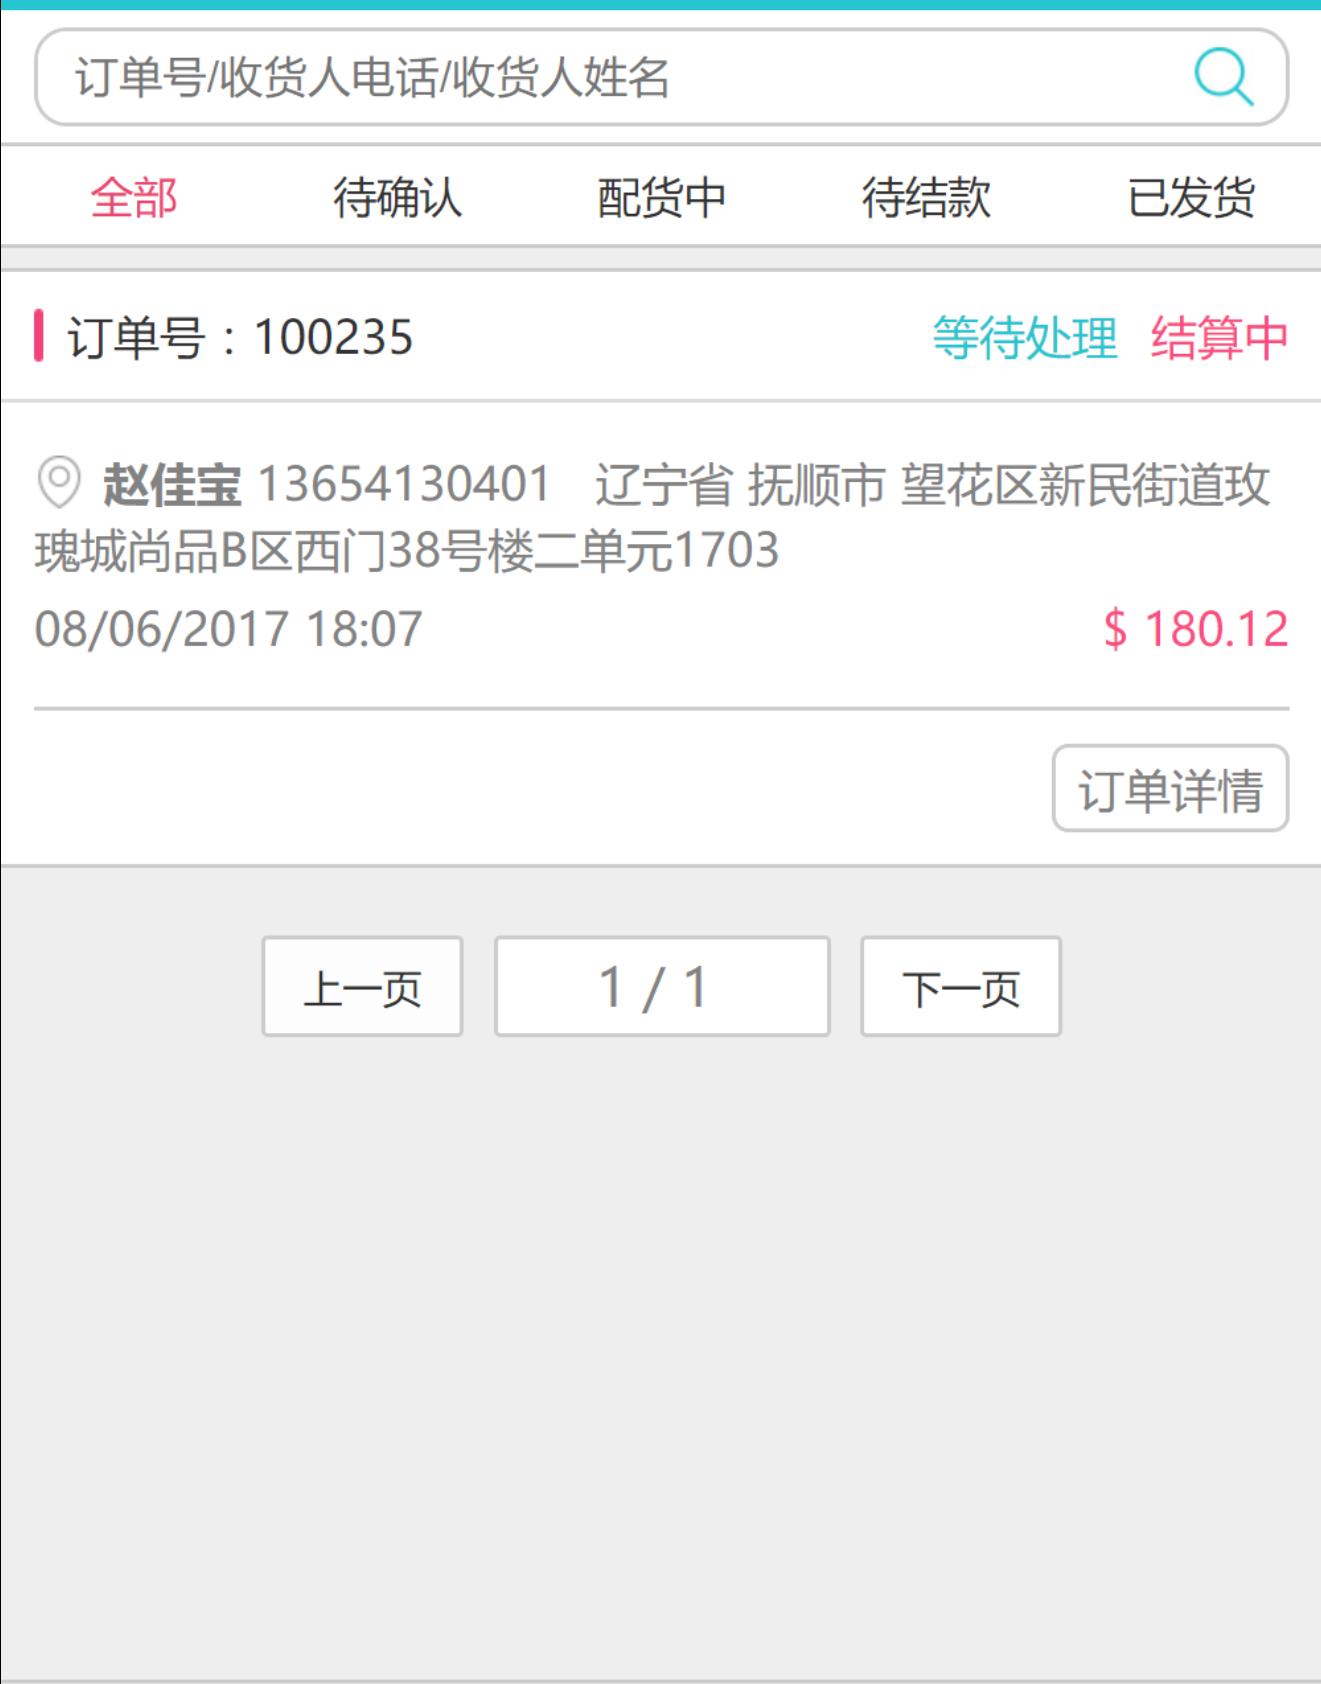 订单号/收货人电话/收货人姓名
全部 待确认 配货中 待结款 已发货
订单号：100235 等待处理 结算中
赵佳宝 13654130401 辽宁省 抚顺市 望花区新民街道玫
瑰城尚品B区西门38号楼二单元1703
08/06/2017 18:07 $ 180.12
订单详情
上一页 1 / 1 下一页